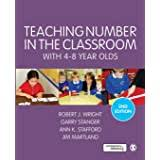 TEACHING NUMBER
IN THE CLASSROOM
WITH 4-8 YEAR OLDS
ROBERT J. WRIGHT
GARRY STANGER
ANN K. STAFFORD
JIM MARTLAND
2ND
EDITION